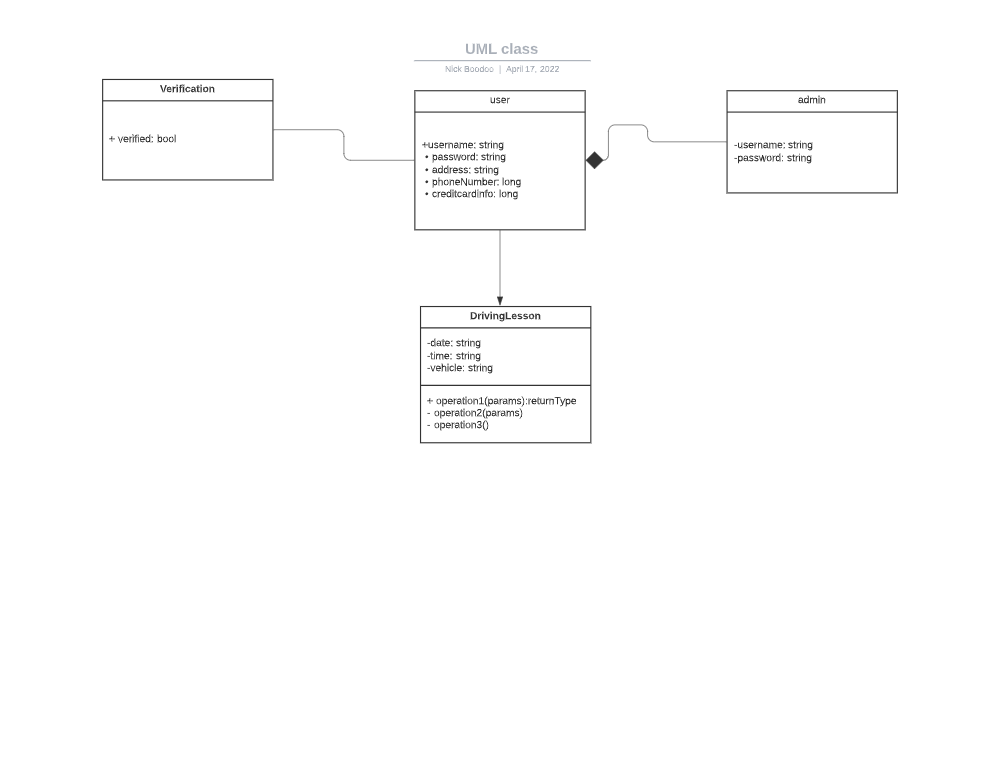 UML class
Nick Boodoo | April 17, 2022
Verification
+ verified: bool
user
+username: string
• password: string
• address: string
• phoneNumber: long
• creditcardinfo: long
admin
-username: string
-password: string
DrivingLesson
-date: string
-time: string
-vehicle: string
+ operation1(params):returnType
- operation2(params)
- operation3()